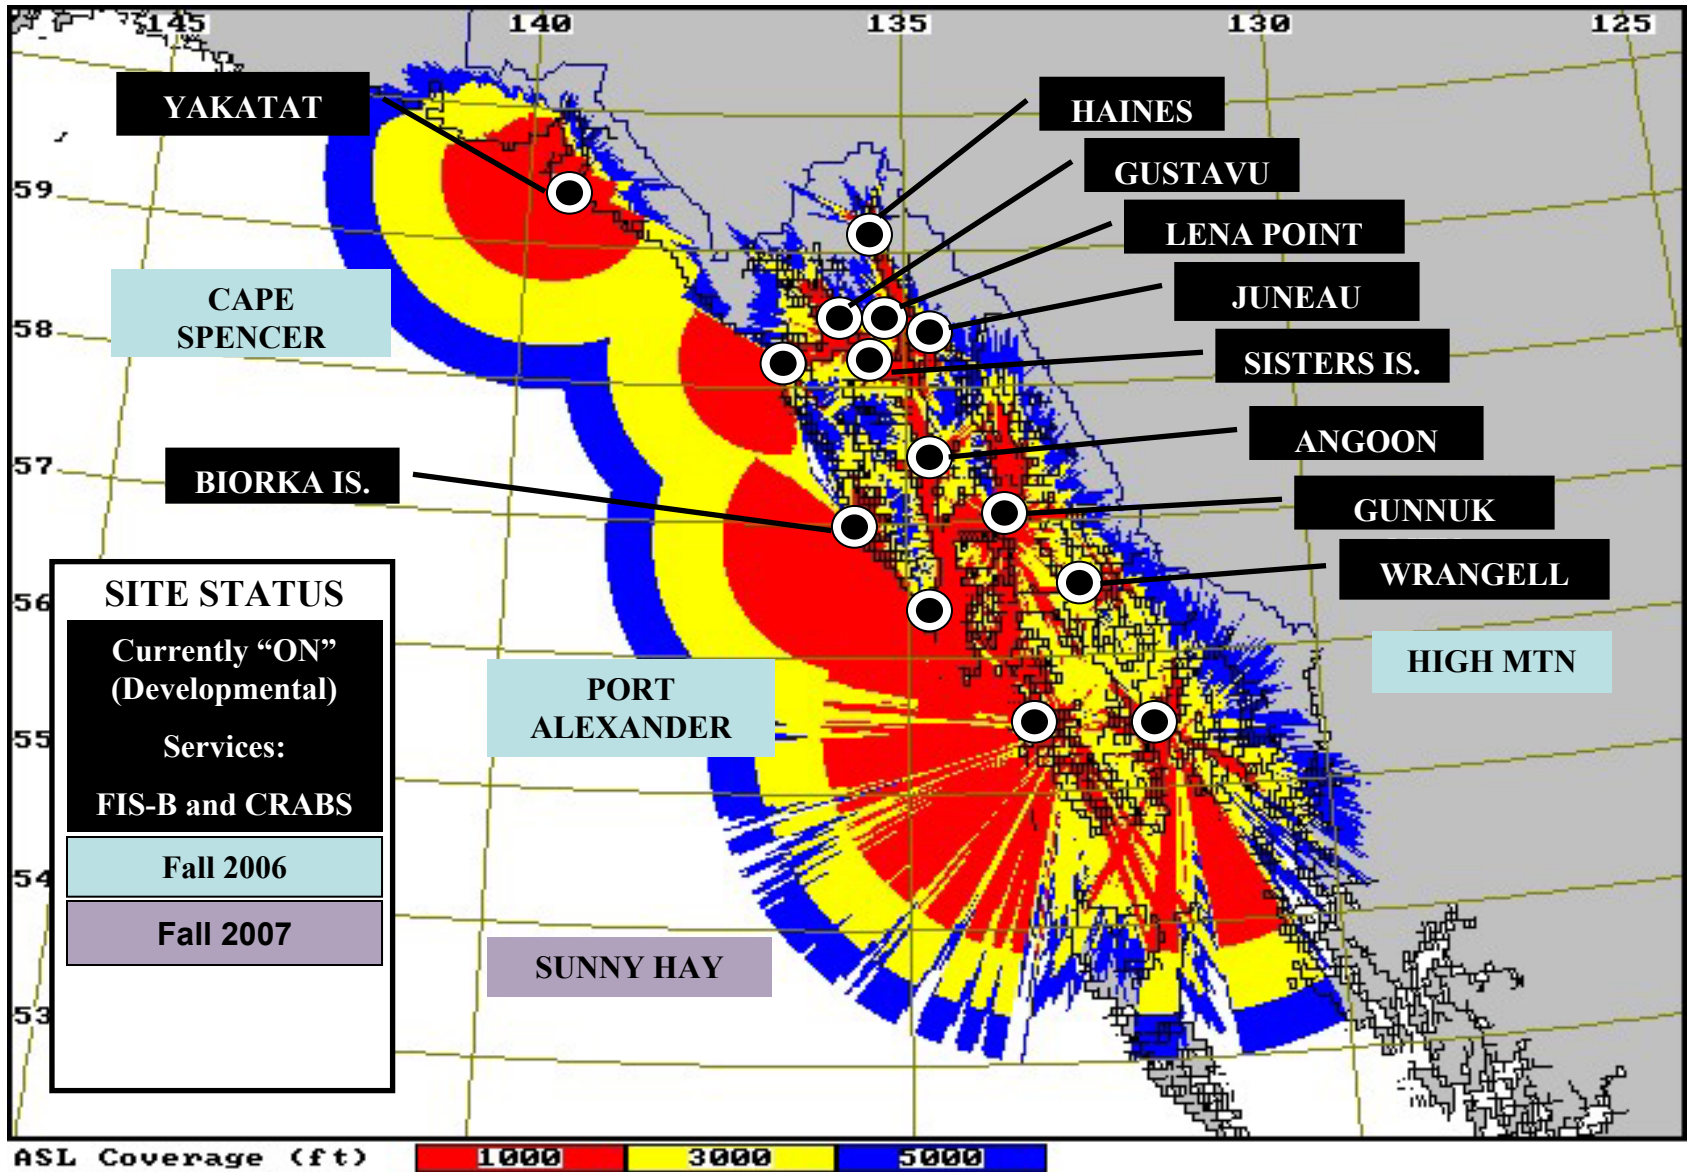 145
140
135
130
125
YAKATAT
HAINES
GUSTAVU
LENA POINT
JUNEAU
SISTERS IS.
ANGOON
GUNNUK
WRANGELL
HIGH MTN
CAPE
SPENCER
BIORKA IS.
PORT
ALEXANDER
SUNNY HAY
59
58
57
56
55
54
53
SITE STATUS
Currently “ON”
(Developmental)
Services:
FIS-B and CRABS
Fall 2006
Fall 2007
ASL Coverage (ft) 1000 3000 5000